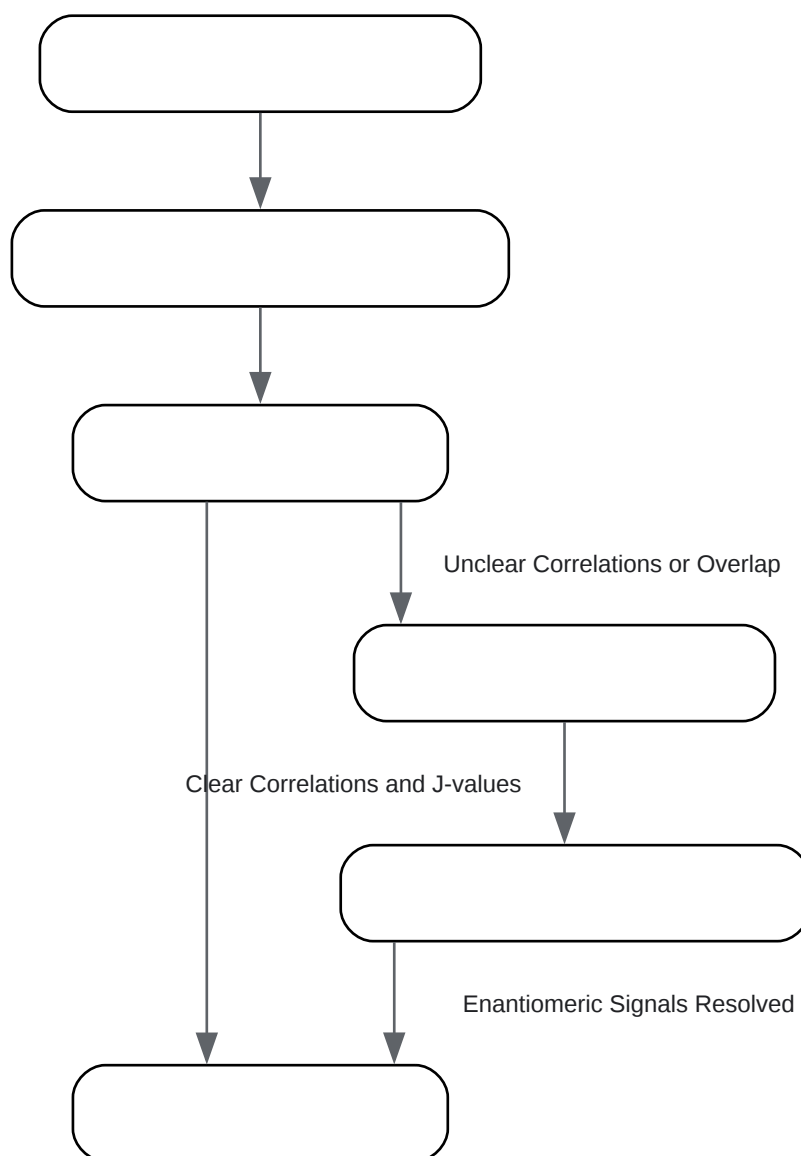 Unclear Correlations or Overlap
Clear Correlations and J-values
Enantiomeric Signals Resolved